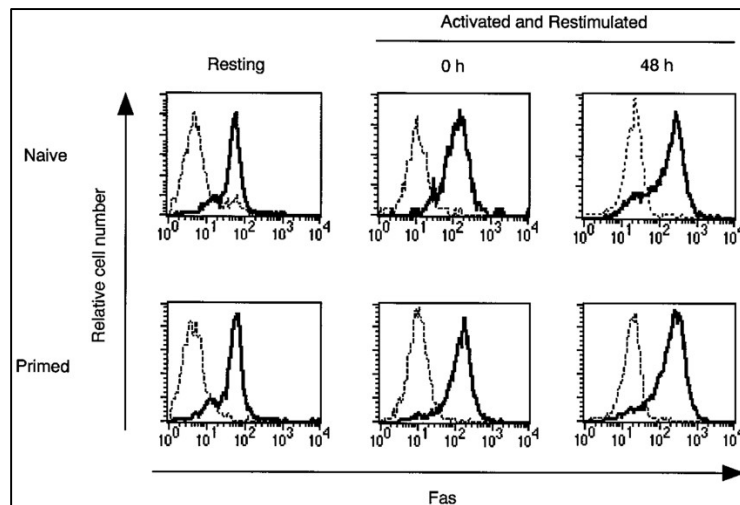 Activated and Restimulated
Resting 0 h 48 h
Naive
10⁰ 10¹ 10² 10³ 10⁴ 10⁰ 10¹ 10² 10³ 10⁴ 10⁰ 10¹ 10² 10³ 10⁴
Relative cell number
Primed
10⁰ 10¹ 10² 10³ 10⁴ 10⁰ 10¹ 10² 10³ 10⁴ 10⁰ 10¹ 10² 10³ 10⁴
Fas